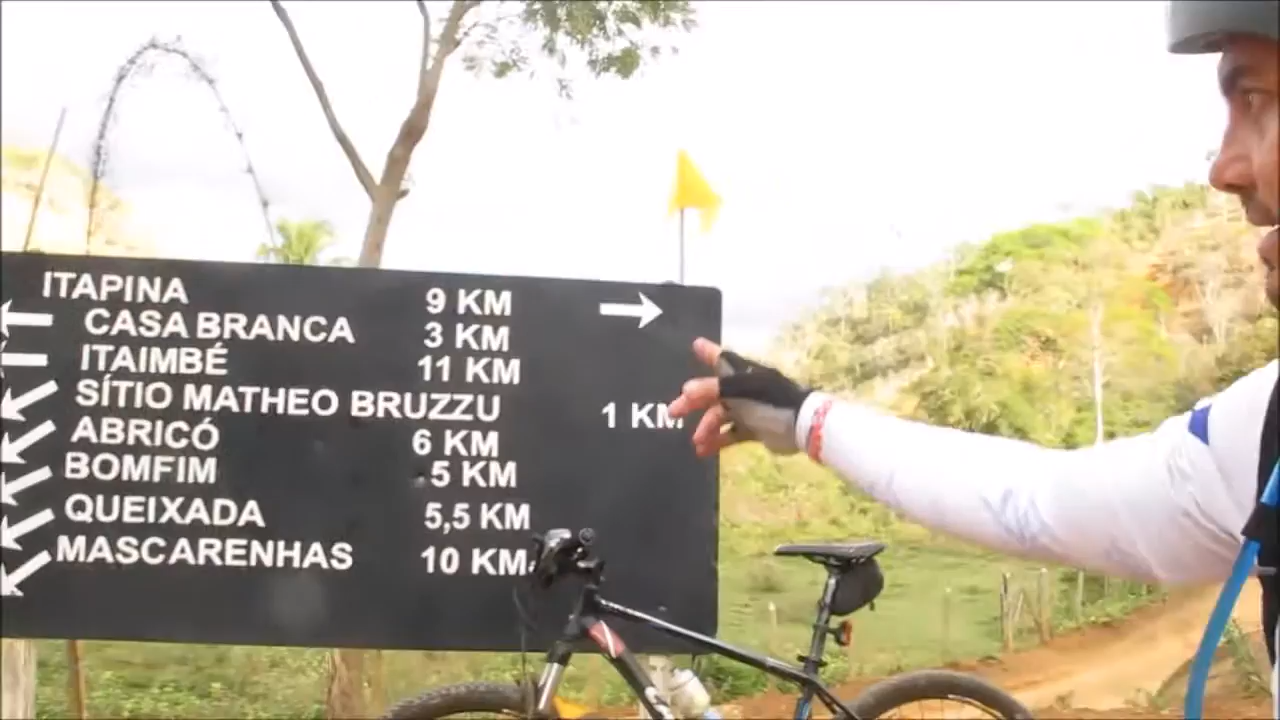 ITAPINA 9 KM →
← CASA BRANCA 3 KM
← ITAIMBÉ 11 KM
↙ SÍTIO MATHEO BRUZZU 1 KM
↙ ABRICÓ 6 KM
↙ BOMFIM 5 KM
↙ QUEIXADA 5,5 KM
↙ MASCARENHAS 10 KM